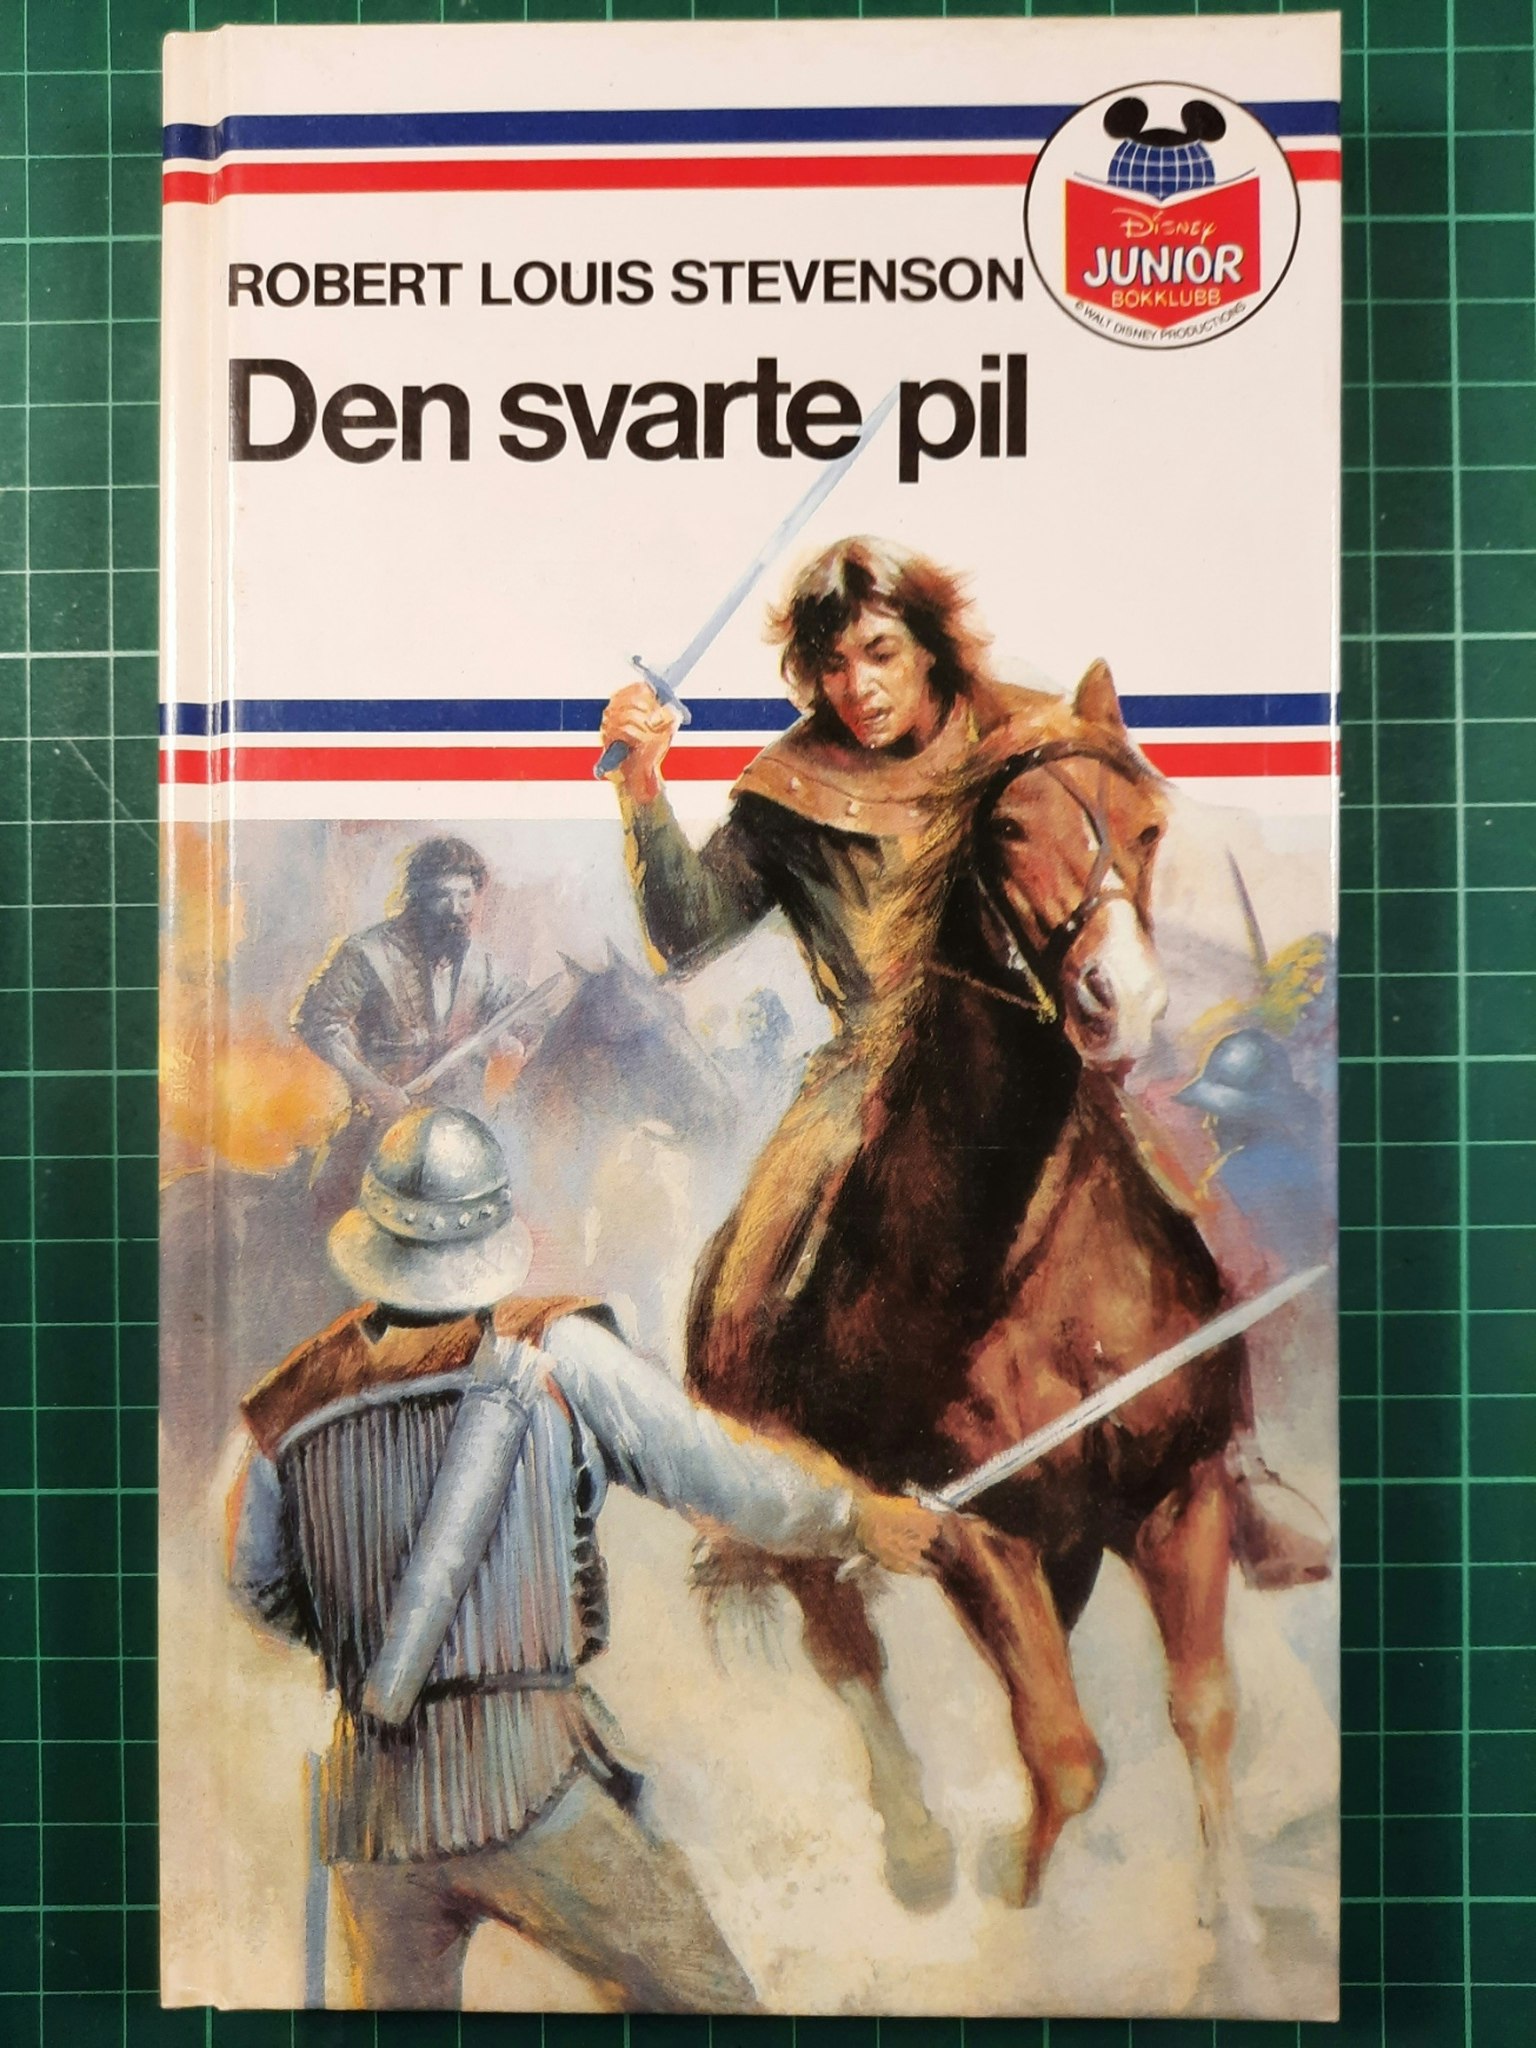 Disney
JUNIOR
BOKKLUBB
© WALT DISNEY PRODUCTIONS
ROBERT LOUIS STEVENSON
Den svarte pil